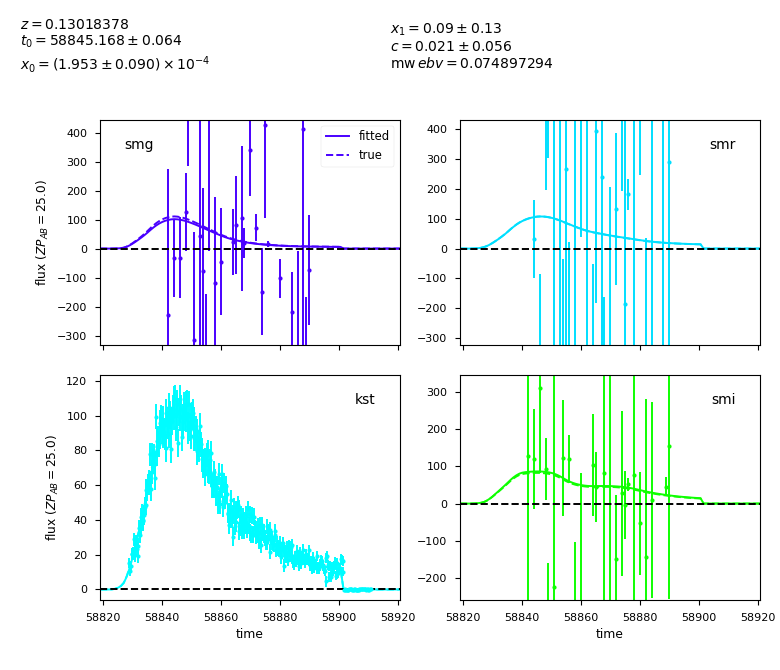 z = 0.13018378
t₀ = 58845.168 ± 0.064
x₀ = (1.953 ± 0.090) × 10⁻⁴
x₁ = 0.09 ± 0.13
c = 0.021 ± 0.056
mw ebv = 0.074897294
smg
fitted
true
400
300
200
100
0
−100
−200
−300
flux (ZP_AB = 25.0)
smr
400
300
200
100
0
−100
−200
−300
kst
120
100
80
60
40
20
0
flux (ZP_AB = 25.0)
58820 58840 58860 58880 58900 58920
time
smi
300
200
100
0
−100
−200
58820 58840 58860 58880 58900 58920
time